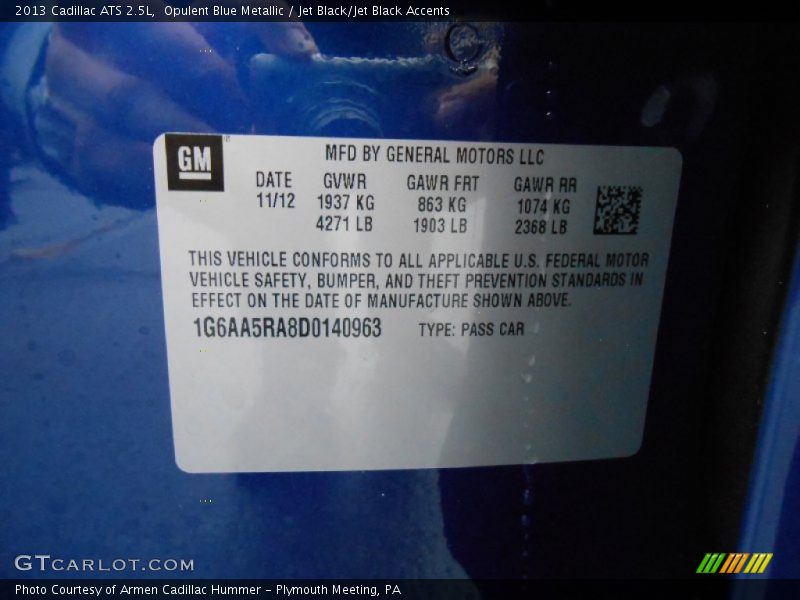 2013 Cadillac ATS 2.5L, Opulent Blue Metallic / Jet Black/Jet Black Accents
GM
MFD BY GENERAL MOTORS LLC
DATE GVWR GAWR FRT GAWR RR
11/12 1937 KG 863 KG 1074 KG
4271 LB 1903 LB 2368 LB
THIS VEHICLE CONFORMS TO ALL APPLICABLE U.S. FEDERAL MOTOR
VEHICLE SAFETY, BUMPER, AND THEFT PREVENTION STANDARDS IN
EFFECT ON THE DATE OF MANUFACTURE SHOWN ABOVE.
1G6AA5RA8D0140963 TYPE: PASS CAR
GTCARLOT.COM
Photo Courtesy of Armen Cadillac Hummer - Plymouth Meeting, PA